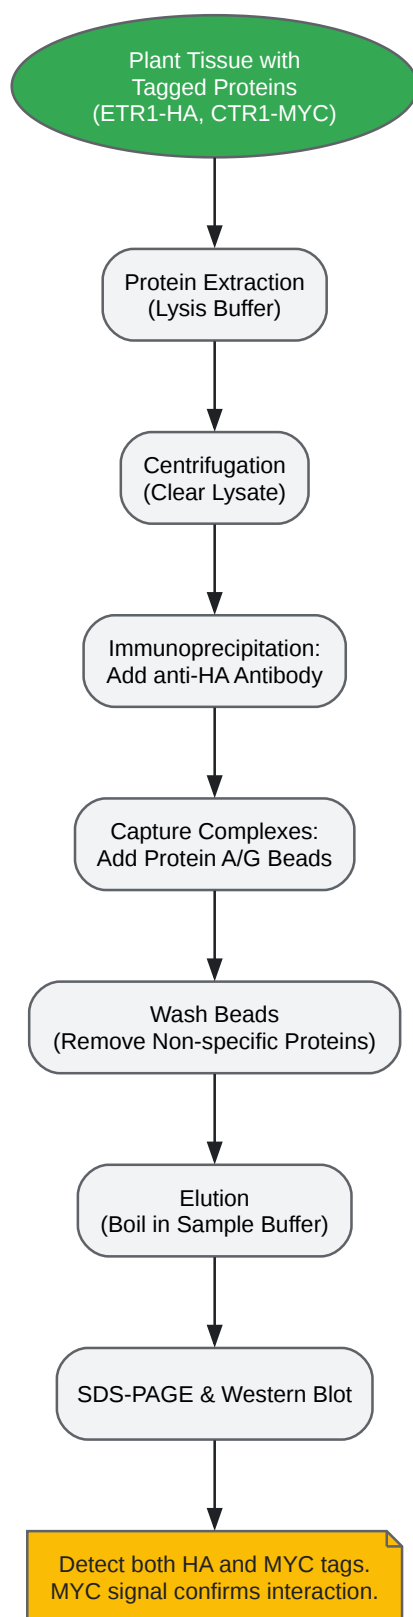 Plant Tissue with
Tagged Proteins
(ETR1-HA, CTR1-MYC)
Protein Extraction
(Lysis Buffer)
Centrifugation
(Clear Lysate)
Immunoprecipitation:
Add anti-HA Antibody
Capture Complexes:
Add Protein A/G Beads
Wash Beads
(Remove Non-specific Proteins)
Elution
(Boil in Sample Buffer)
SDS-PAGE & Western Blot
Detect both HA and MYC tags.
MYC signal confirms interaction.